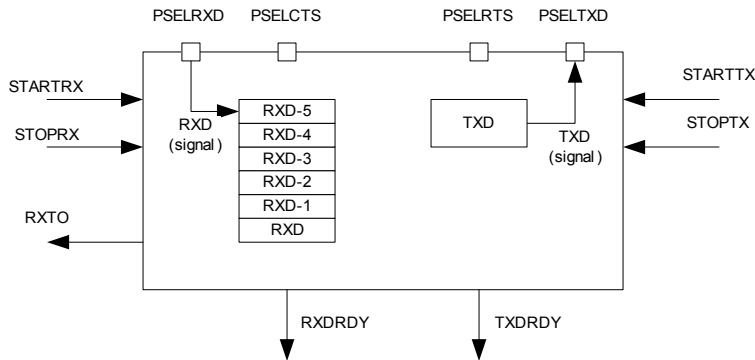 PSELRXD PSELCTS PSELRTS PSELTXD
STARTRX
STOPRX
RXTO
RXD
(signal)
RXD-5
RXD-4
RXD-3
RXD-2
RXD-1
RXD
TXD
TXD
(signal)
STARTTX
STOPTX
RXDRDY
TXDRDY